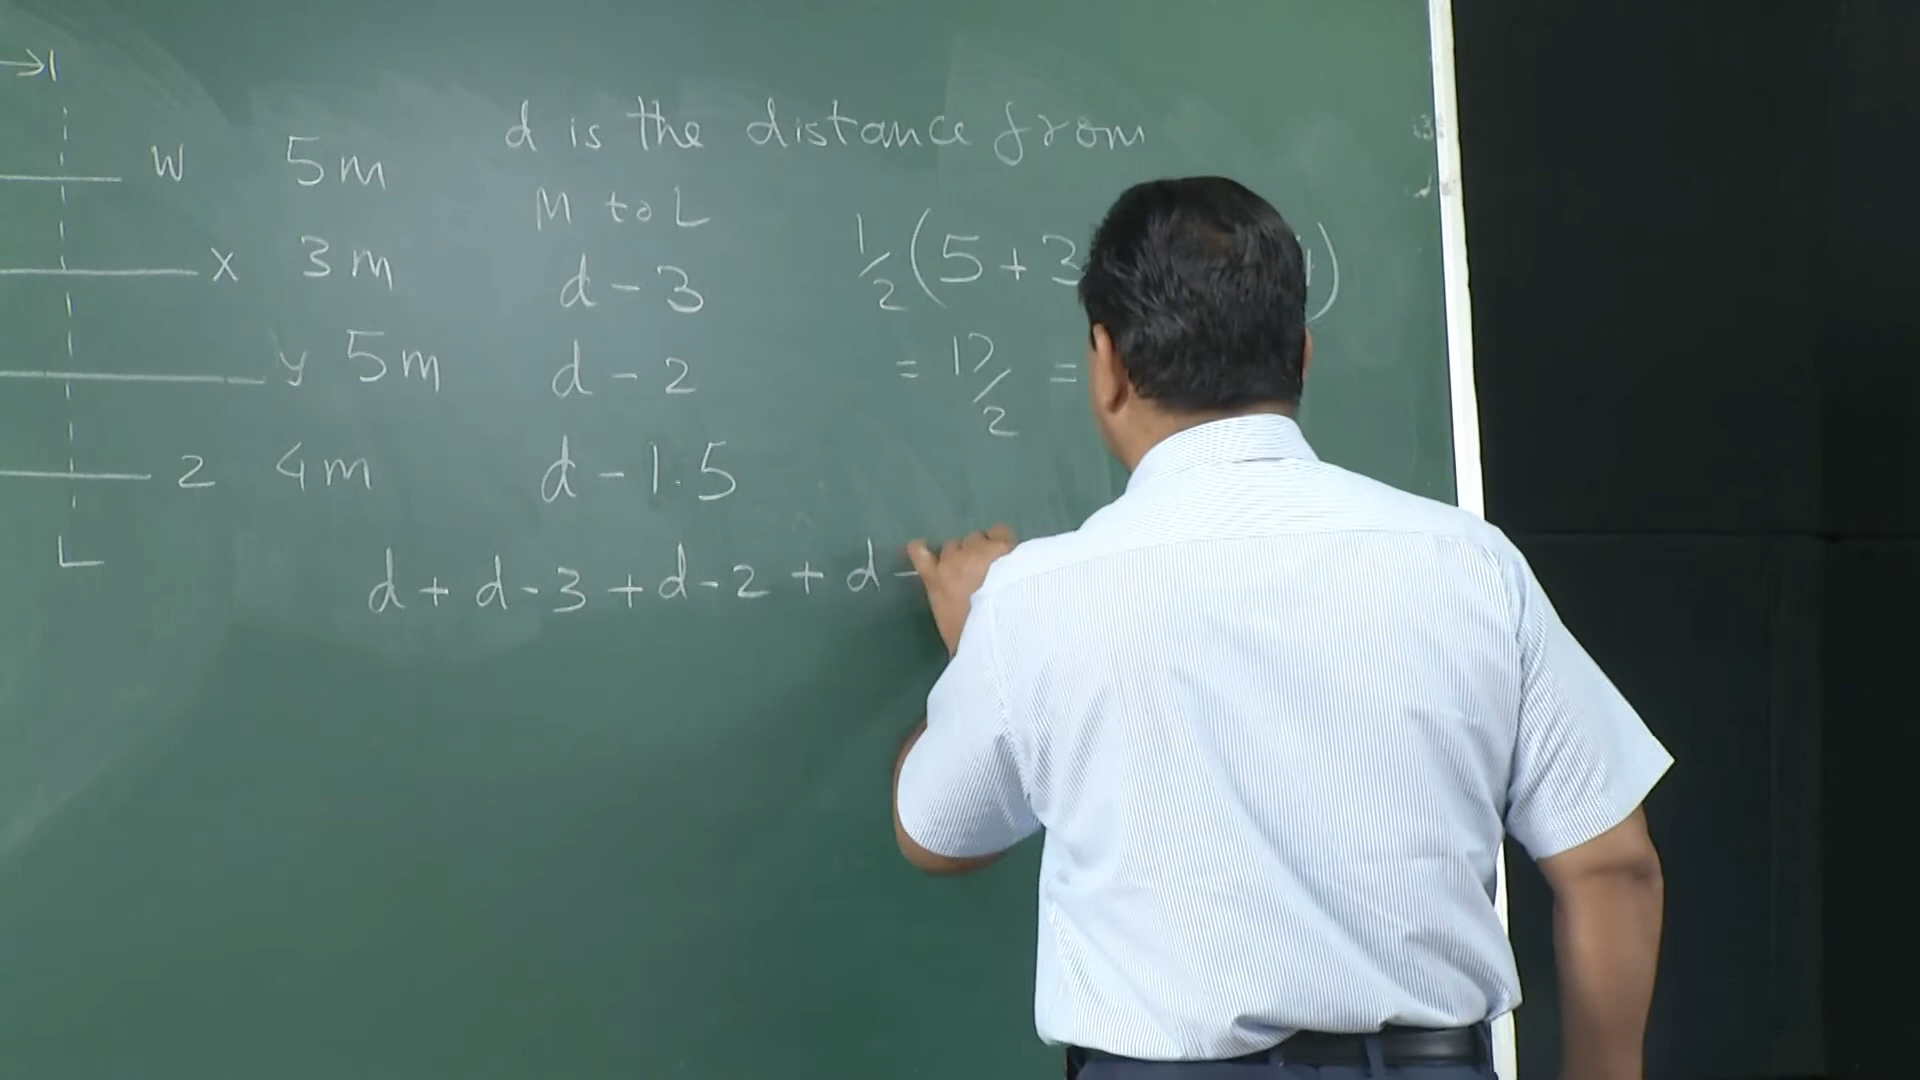 d is the distance from
M to L
W 5m
x 3m d - 3
y 5m d - 2
z 4m d - 1.5
L
1/2 (5 + 3 )
= 17/2 =
d + d - 3 + d - 2 + d -